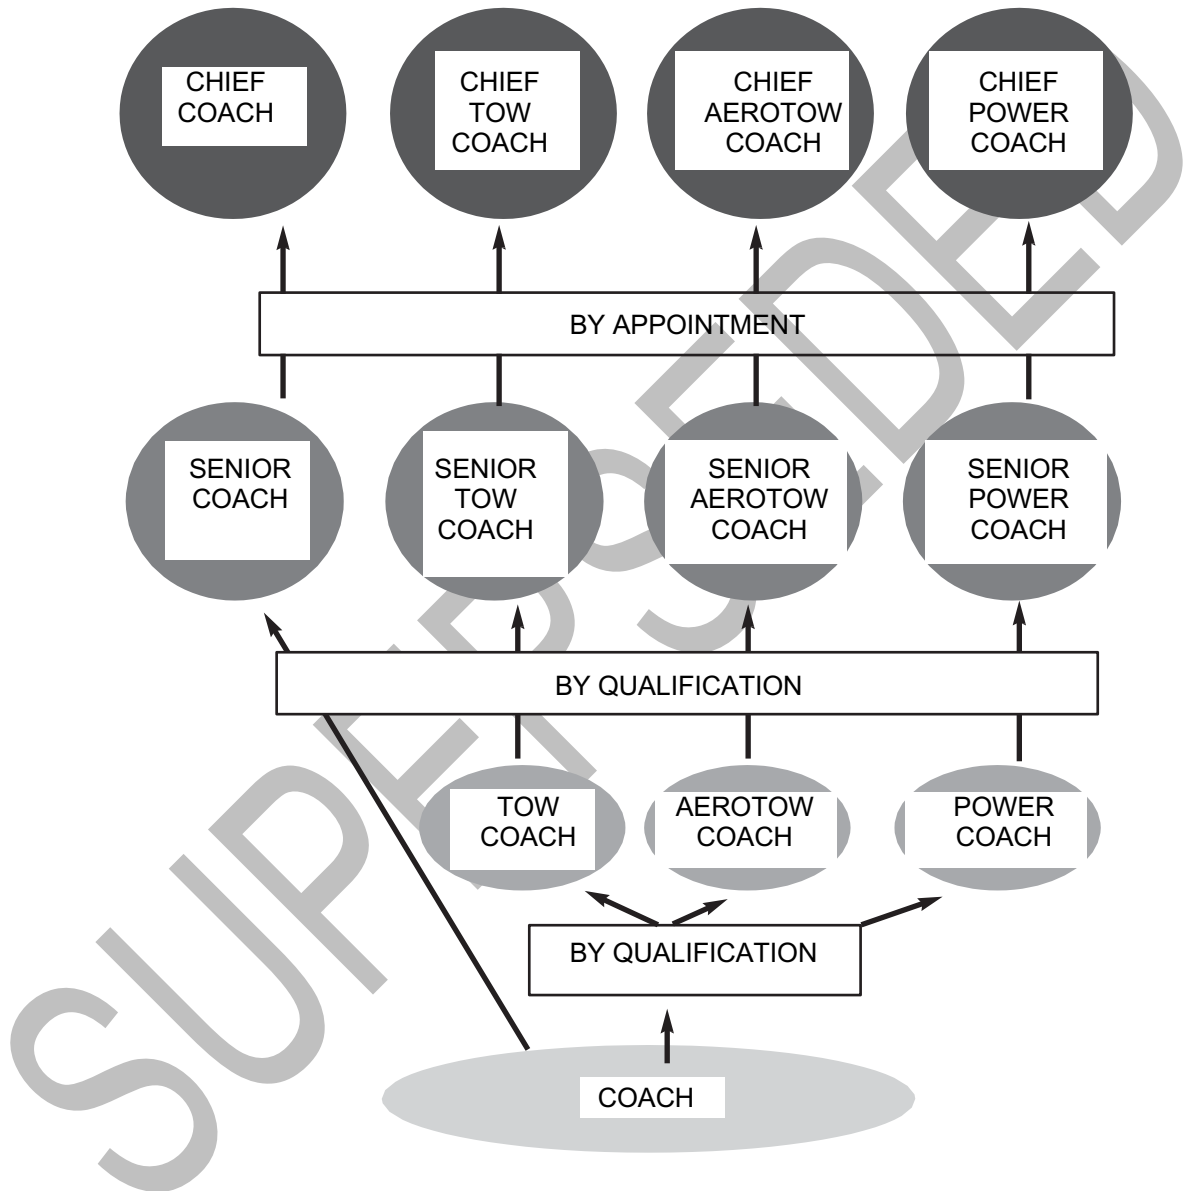 CHIEF
COACH
CHIEF
TOW
COACH
CHIEF
AEROTOW
COACH
CHIEF
POWER
COACH
BY APPOINTMENT
SENIOR
COACH
SENIOR
TOW
COACH
SENIOR
AEROTOW
COACH
SENIOR
POWER
COACH
BY QUALIFICATION
TOW
COACH
AEROTOW
COACH
POWER
COACH
BY QUALIFICATION
COACH
SUPERSEDED